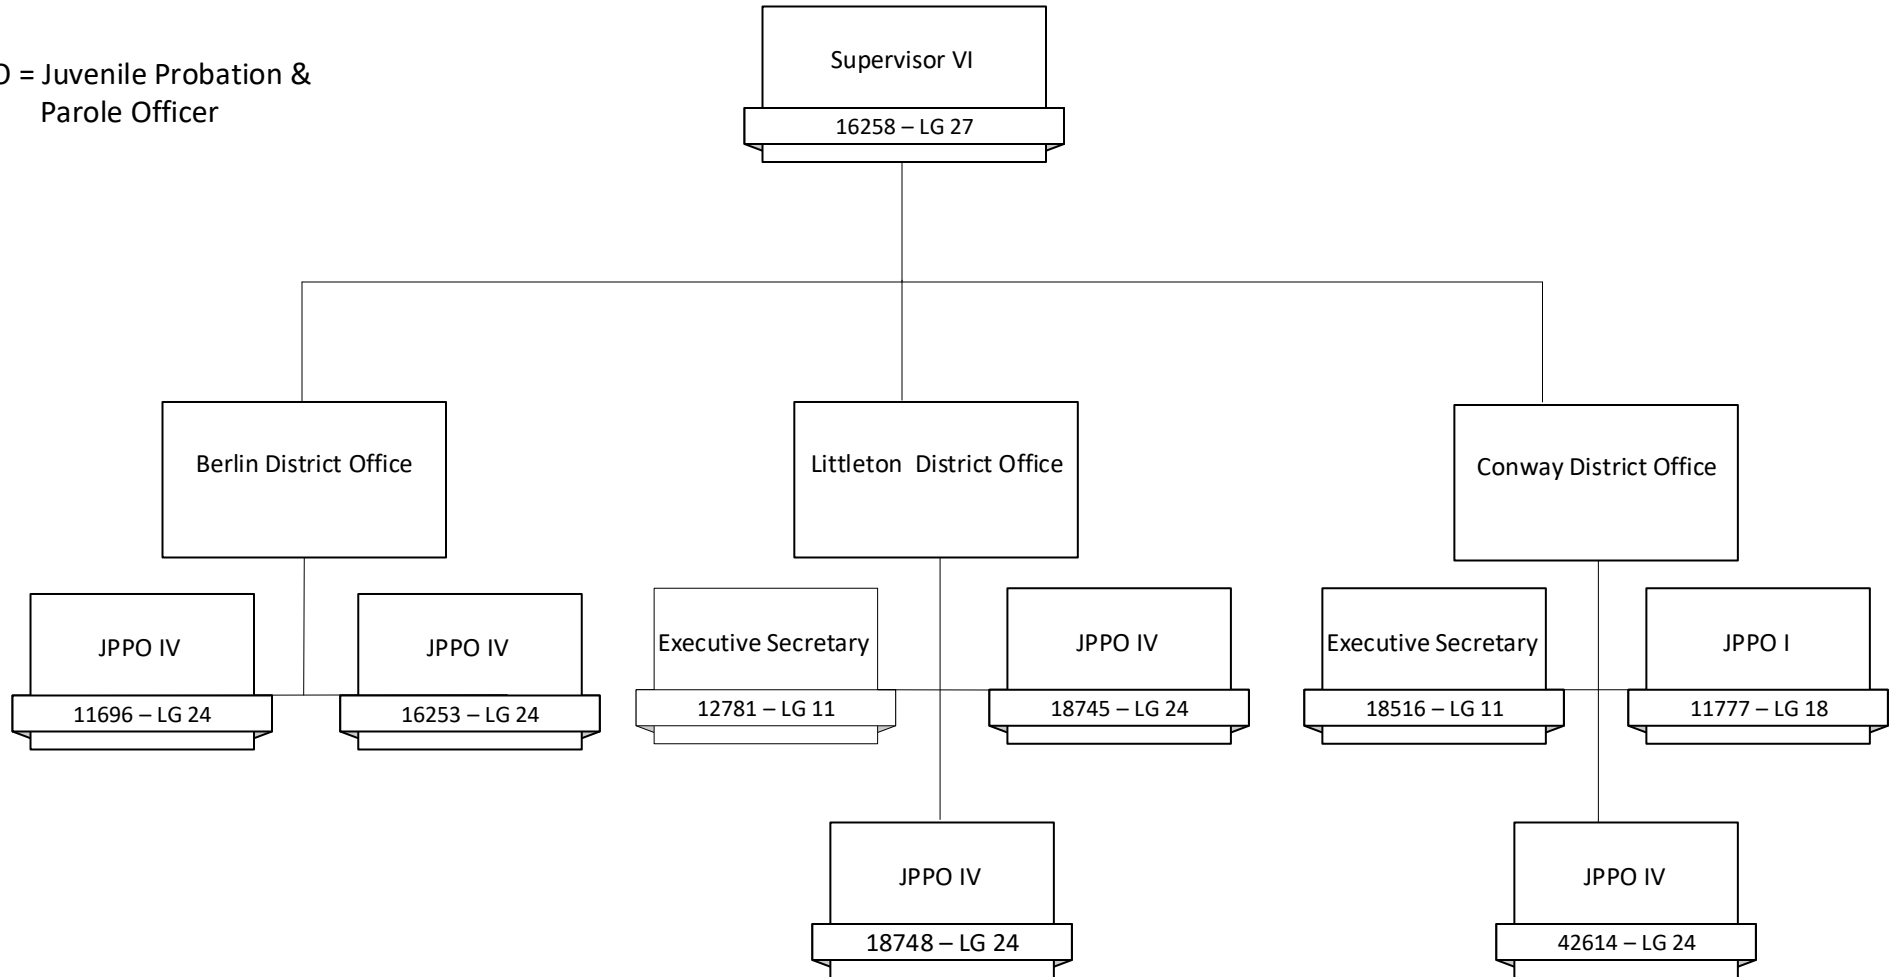 = Juvenile Probation &
Parole Officer
Supervisor VI
16258 – LG 27
Berlin District Office
Littleton  District Office
Conway District Office
JPPO IV
11696 – LG 24
JPPO IV
16253 – LG 24
Executive Secretary
12781 – LG 11
JPPO IV
18745 – LG 24
Executive Secretary
18516 – LG 11
JPPO I
11777 – LG 18
JPPO IV
18748 – LG 24
JPPO IV
42614 – LG 24